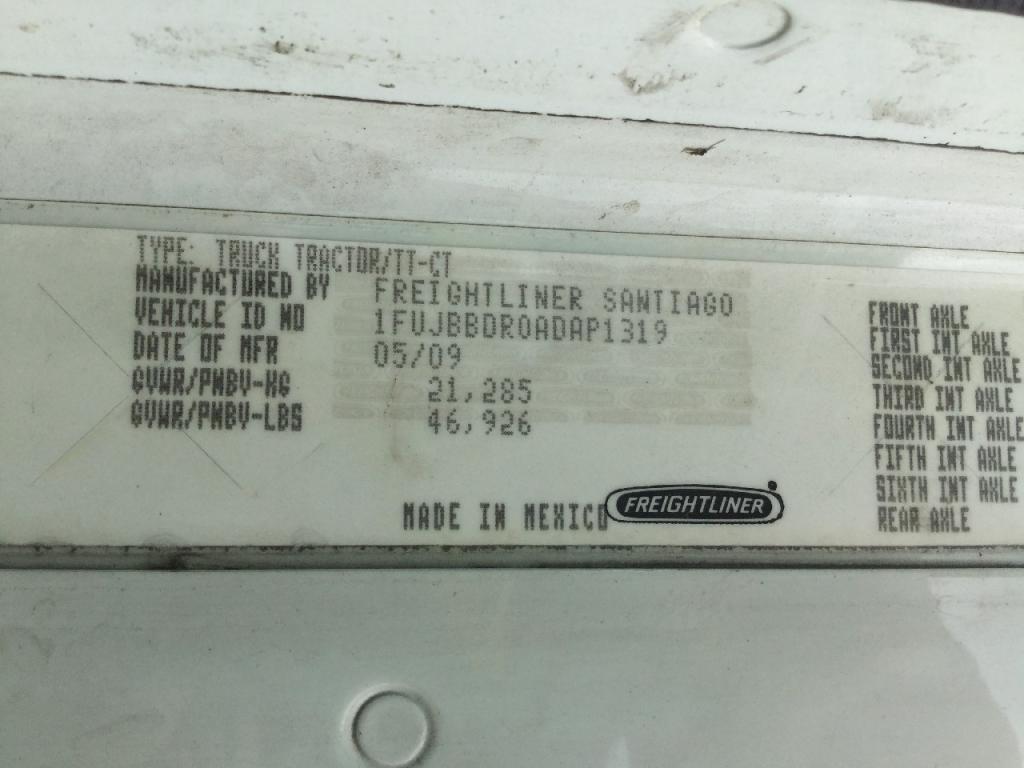 TYPE: TRUCK TRACTOR/TT-CT
MANUFACTURED BY FREIGHTLINER SANTIAGO
VEHICLE ID NO 1FUJBBDR0ADAP1319
DATE OF MFR 05/09
GVWR/PNBV-KG 21,285
GVWR/PNBV-LBS 46,926
MADE IN MEXICO FREIGHTLINER
FRONT AXLE
FIRST INT AXLE
SECOND INT AXLE
THIRD INT AXLE
FOURTH INT AXLE
FIFTH INT AXLE
SIXTH INT AXLE
REAR AXLE